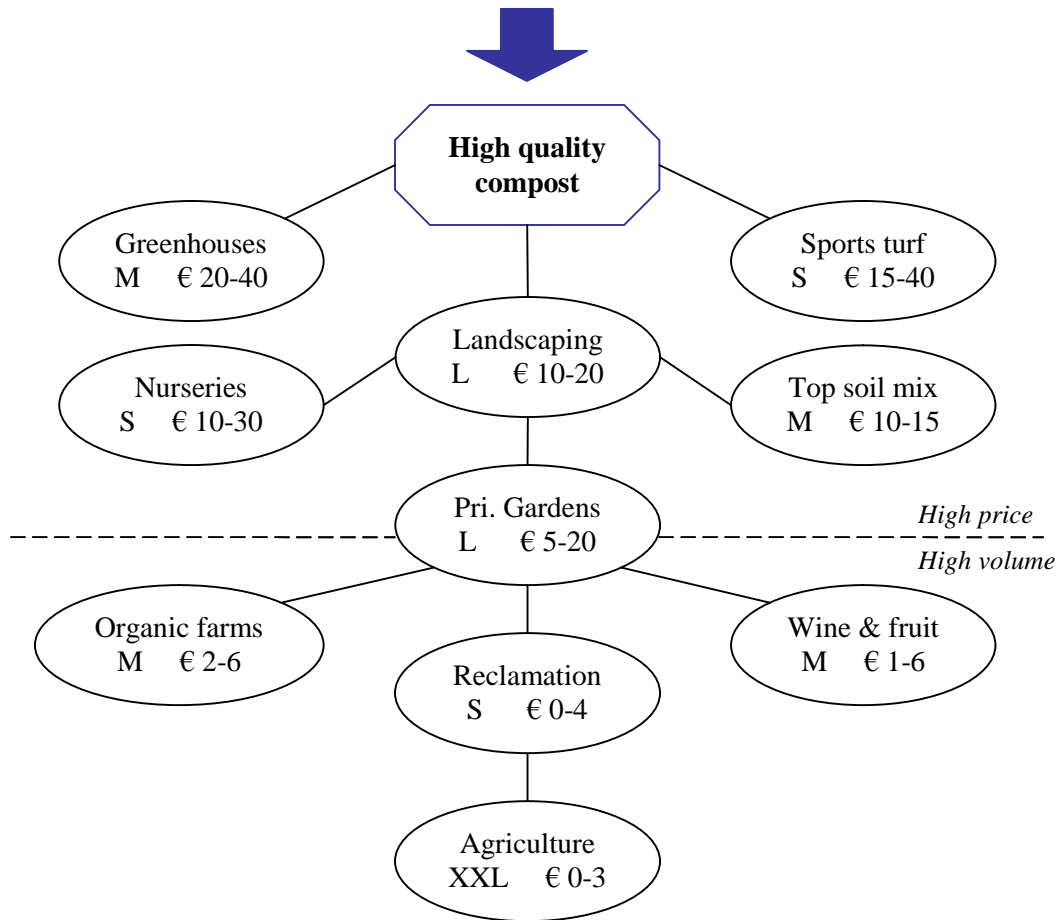 High quality
compost
Greenhouses
M € 20-40
Sports turf
S € 15-40
Landscaping
L € 10-20
Nurseries
S € 10-30
Top soil mix
M € 10-15
Pri. Gardens
L € 5-20
High price
High volume
Organic farms
M € 2-6
Wine & fruit
M € 1-6
Reclamation
S € 0-4
Agriculture
XXL € 0-3